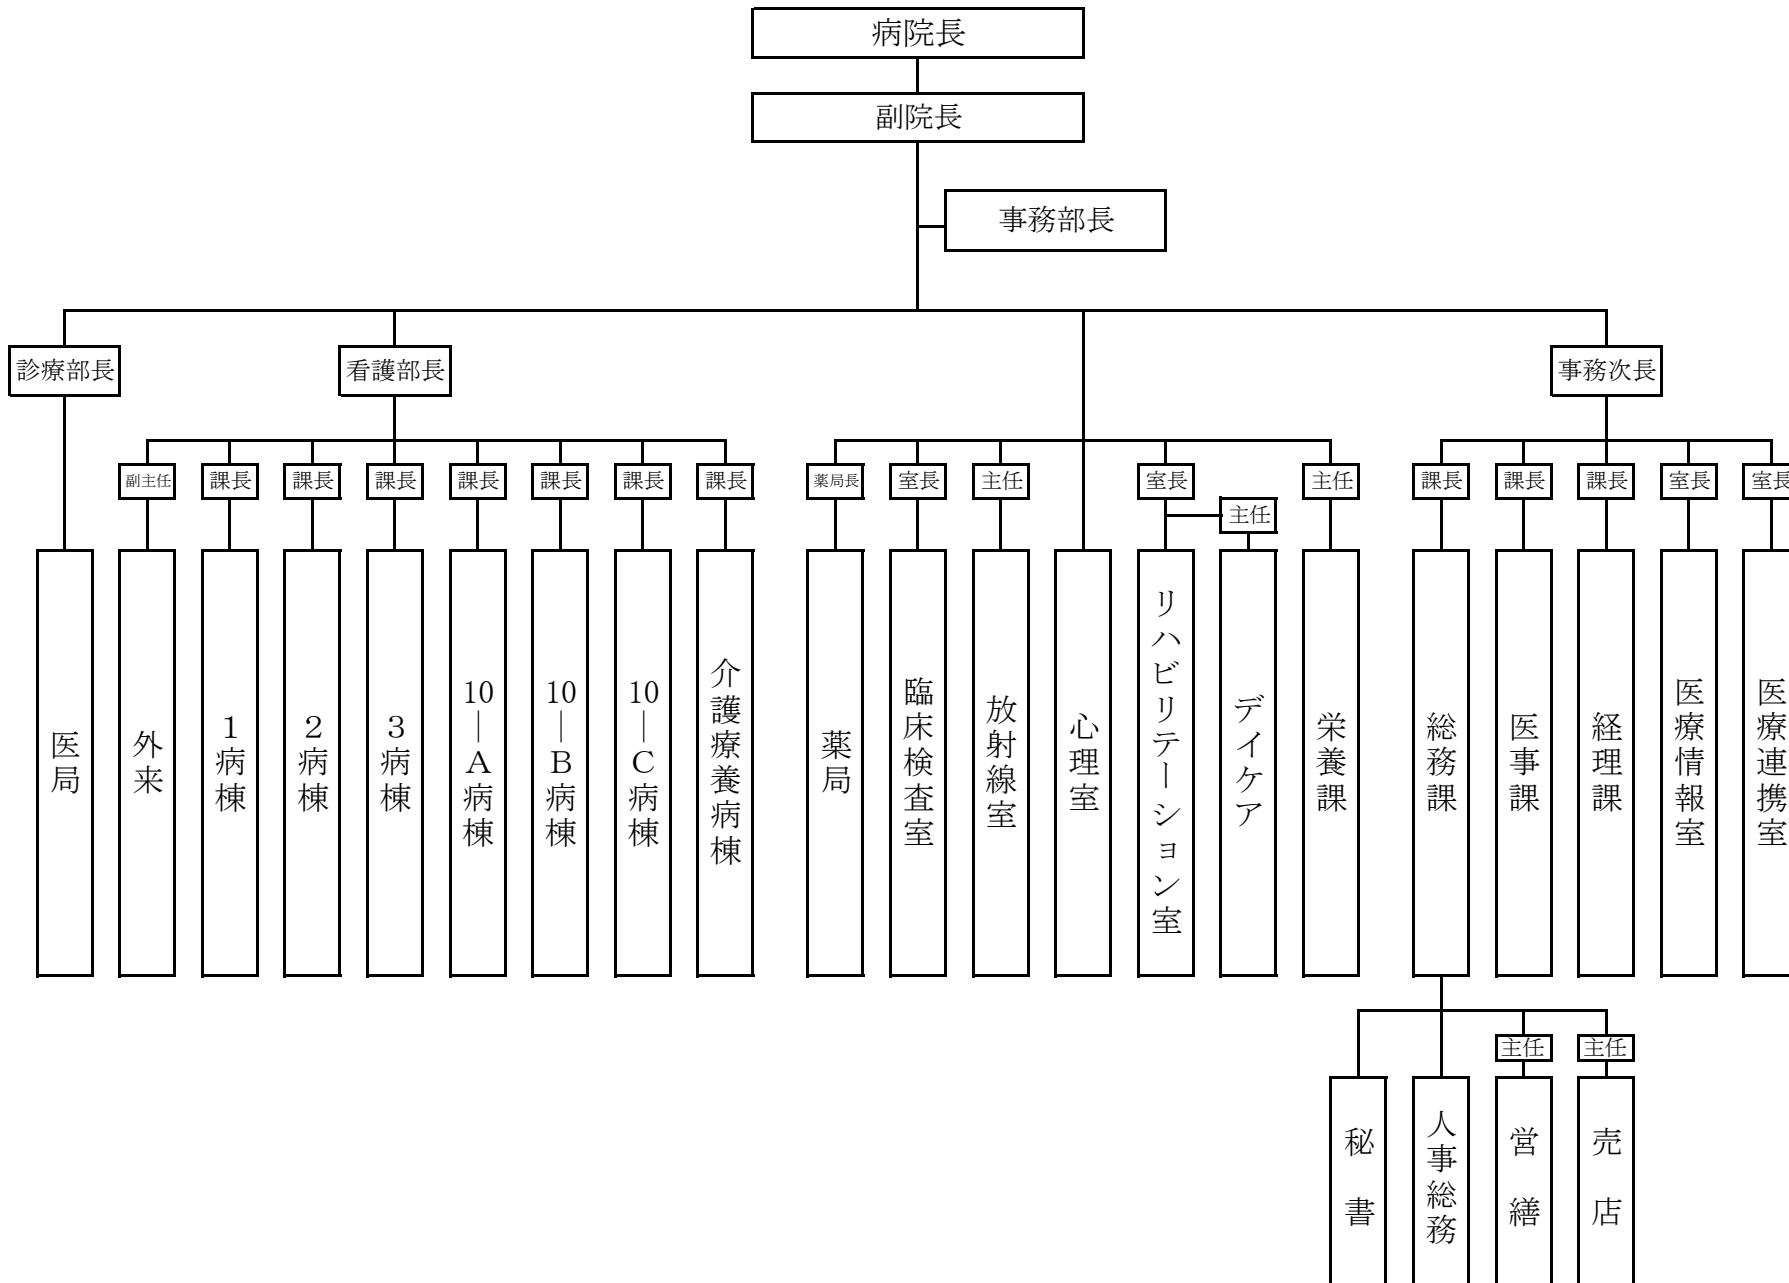 病院長
副院長
事務部長
診療部長
看護部長
事務次長
副主任
課長
課長
課長
課長
課長
課長
課長
薬局長
室長
主任
室長
主任
主任
課長
課長
課長
室長
室長
医局
外来
１病棟
２病棟
３病棟
10―Ａ病棟
10―Ｂ病棟
10―Ｃ病棟
介護療養病棟
薬局
臨床検査室
放射線室
心理室
リハビリテーション室
デイケア
栄養課
総務課
医事課
経理課
医療情報室
医療連携室
主任
主任
秘書
人事総務
営繕
売店